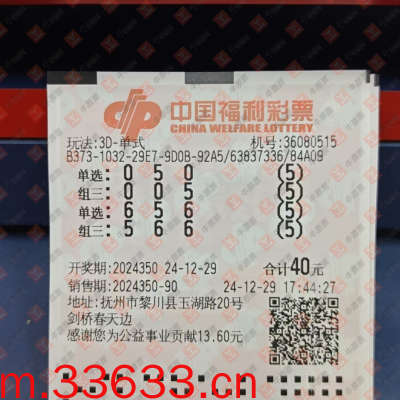 中国福利彩票
CHINA WELFARE LOTTERY
玩法:3D-单式 机号:36080515
B373-1032-29E7-9D0B-92A5/63837336/84A09
单选: 0 5 0 (5)
组三: 0 0 5 (5)
单选: 6 5 6 (5)
组三: 5 6 6 (5)
开奖期:2024350 24-12-29 合计40元
销售期:2024350-90 24-12-29 17:44:27
地址:抚州市黎川县玉湖路20号
剑桥春天边
感谢您为公益事业贡献13.60元
m.33633.cn